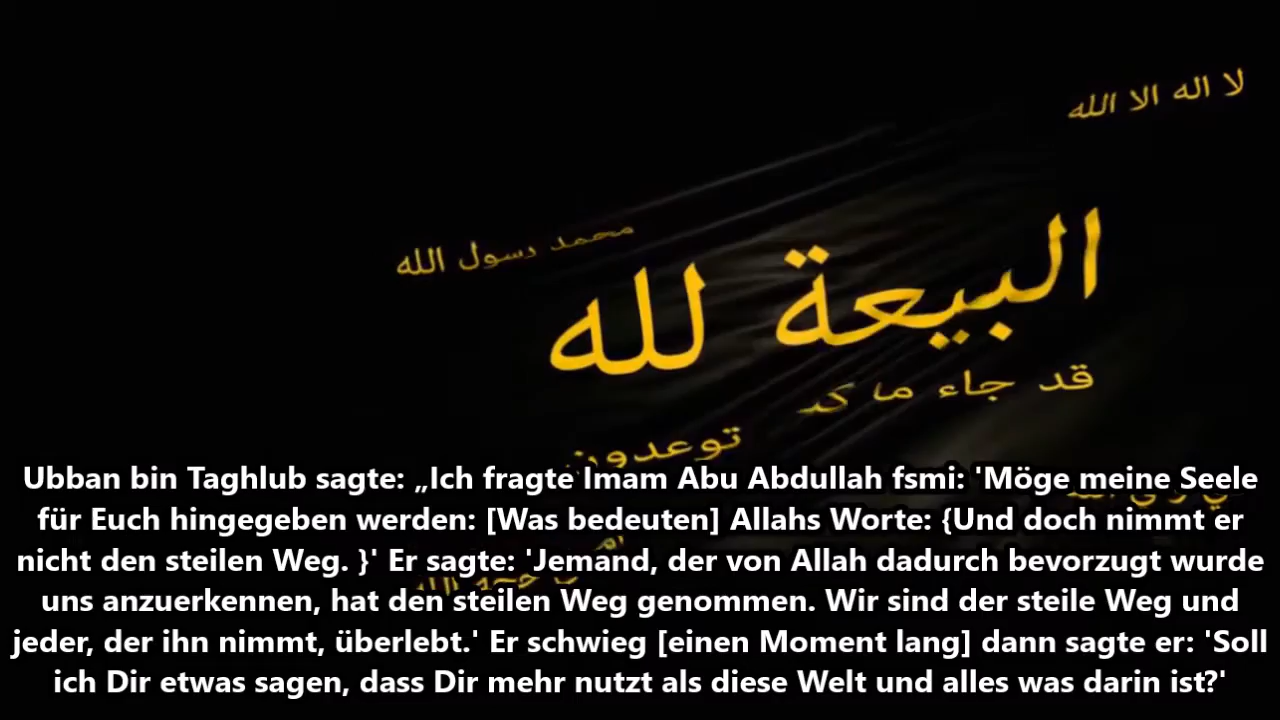 لا اله الا الله
محمد رسول الله
البيعة لله
قد جاء ما
توعدون
Ubban bin Taghlub sagte: „Ich fragte Imam Abu Abdullah fsmi: 'Möge meine Seele
für Euch hingegeben werden: [Was bedeuten] Allahs Worte: {Und doch nimmt er
nicht den steilen Weg. }' Er sagte: 'Jemand, der von Allah dadurch bevorzugt wurde
uns anzuerkennen, hat den steilen Weg genommen. Wir sind der steile Weg und
jeder, der ihn nimmt, überlebt.' Er schwieg [einen Moment lang] dann sagte er: 'Soll
ich Dir etwas sagen, dass Dir mehr nutzt als diese Welt und alles was darin ist?'